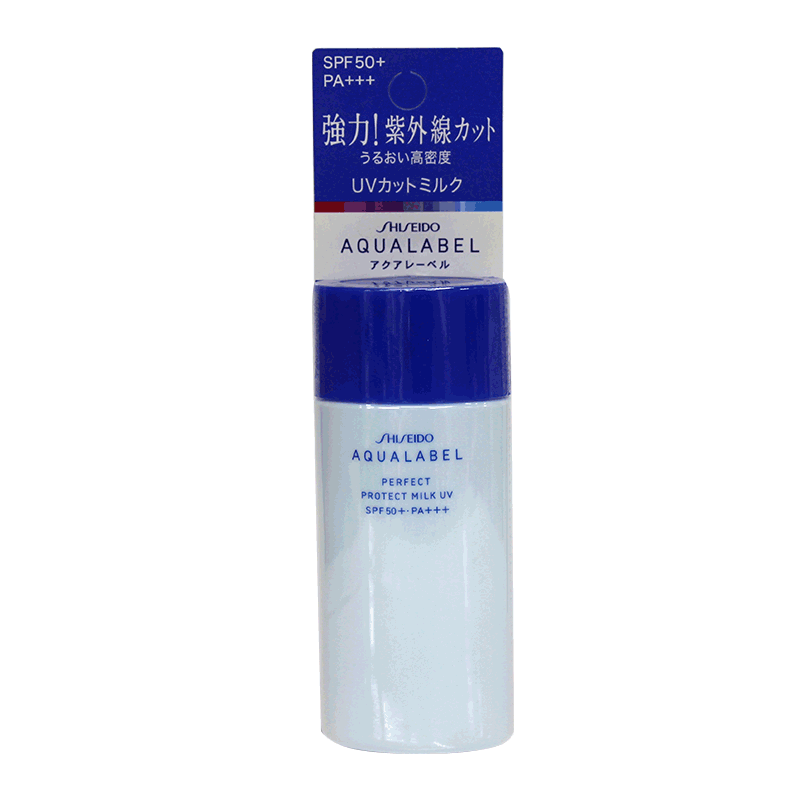 SPF50+
PA+++
強力!紫外線カット
うるおい高密度
UVカットミルク
SHISEIDO
AQUALABEL
アクアレーベル
SHISEIDO
AQUALABEL
PERFECT
PROTECT MILK UV
SPF50+・PA+++